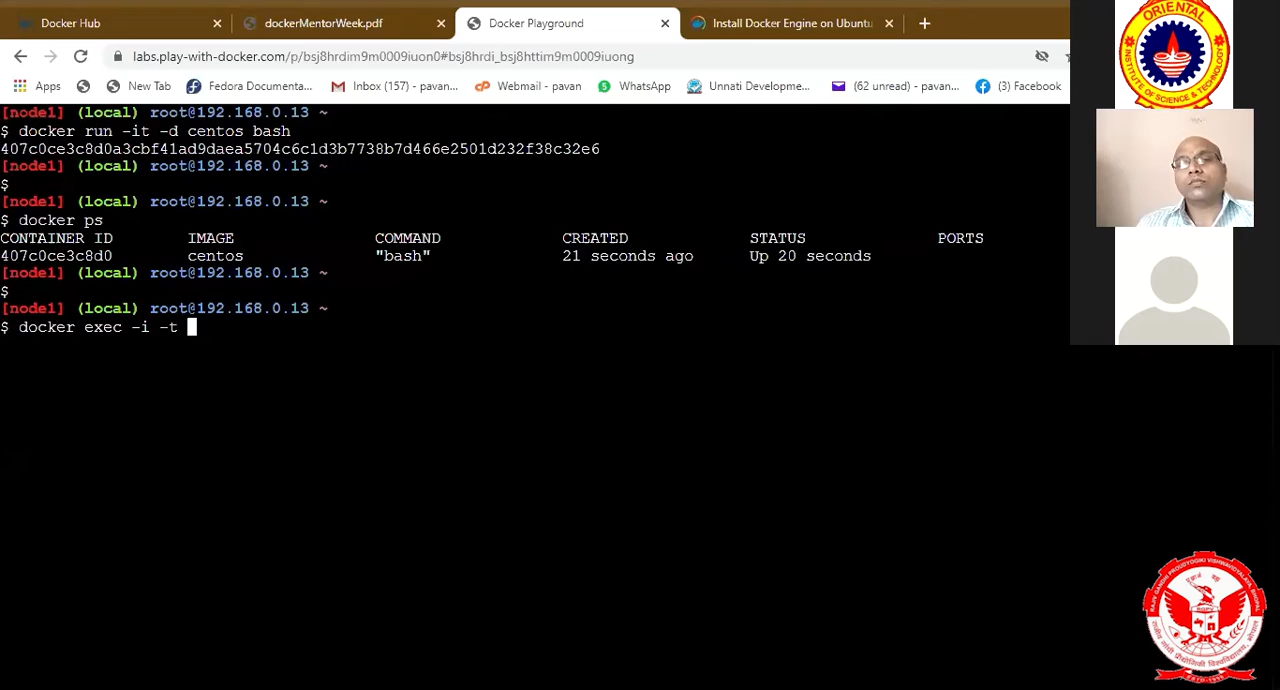 Docker Hub
dockerMentorWeek.pdf
Docker Playground
Install Docker Engine on Ubuntu
labs.play-with-docker.com/p/bsj8hrdim9m0009iuon0#bsj8hrdi_bsj8httim9m0009iuong
Apps
New Tab
Fedora Documenta...
Inbox (157) - pavan...
Webmail - pavan
WhatsApp
Unnati Developme...
(62 unread) - pavan...
(3) Facebook
[node1] (local) root@192.168.0.13 ~
$ docker run -it -d centos bash
407c0ce3c8d0a3cbf41ad9daea5704c6c1d3b7738b7d466e2501d232f38c32e6
[node1] (local) root@192.168.0.13 ~
$
[node1] (local) root@192.168.0.13 ~
$ docker ps
CONTAINER ID IMAGE COMMAND CREATED STATUS PORTS
407c0ce3c8d0 centos "bash" 21 seconds ago Up 20 seconds
[node1] (local) root@192.168.0.13 ~
$
[node1] (local) root@192.168.0.13 ~
$ docker exec -i -t
ORIENTAL
INSTITUTE OF SCIENCE & TECHNOLOGY